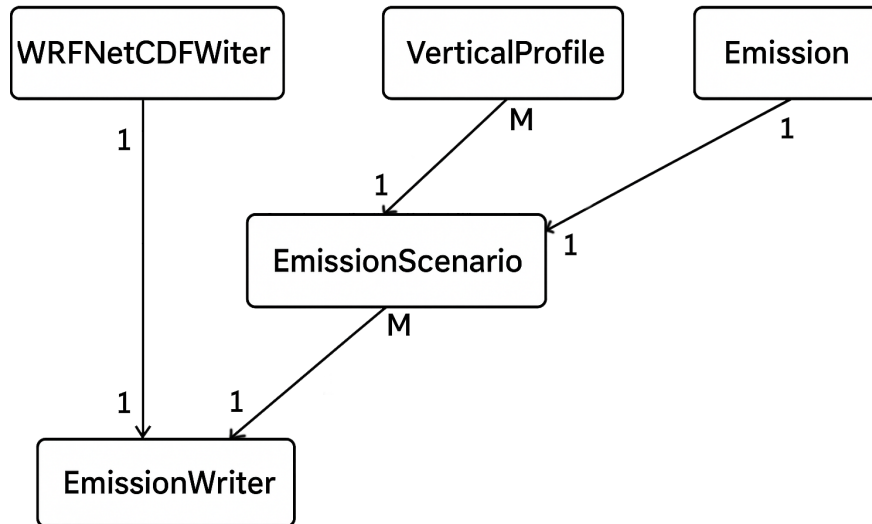 WRFNetCDFWiter
VerticalProfile
Emission
1
M
1
1
1
EmissionScenario
M
1
1
EmissionWriter